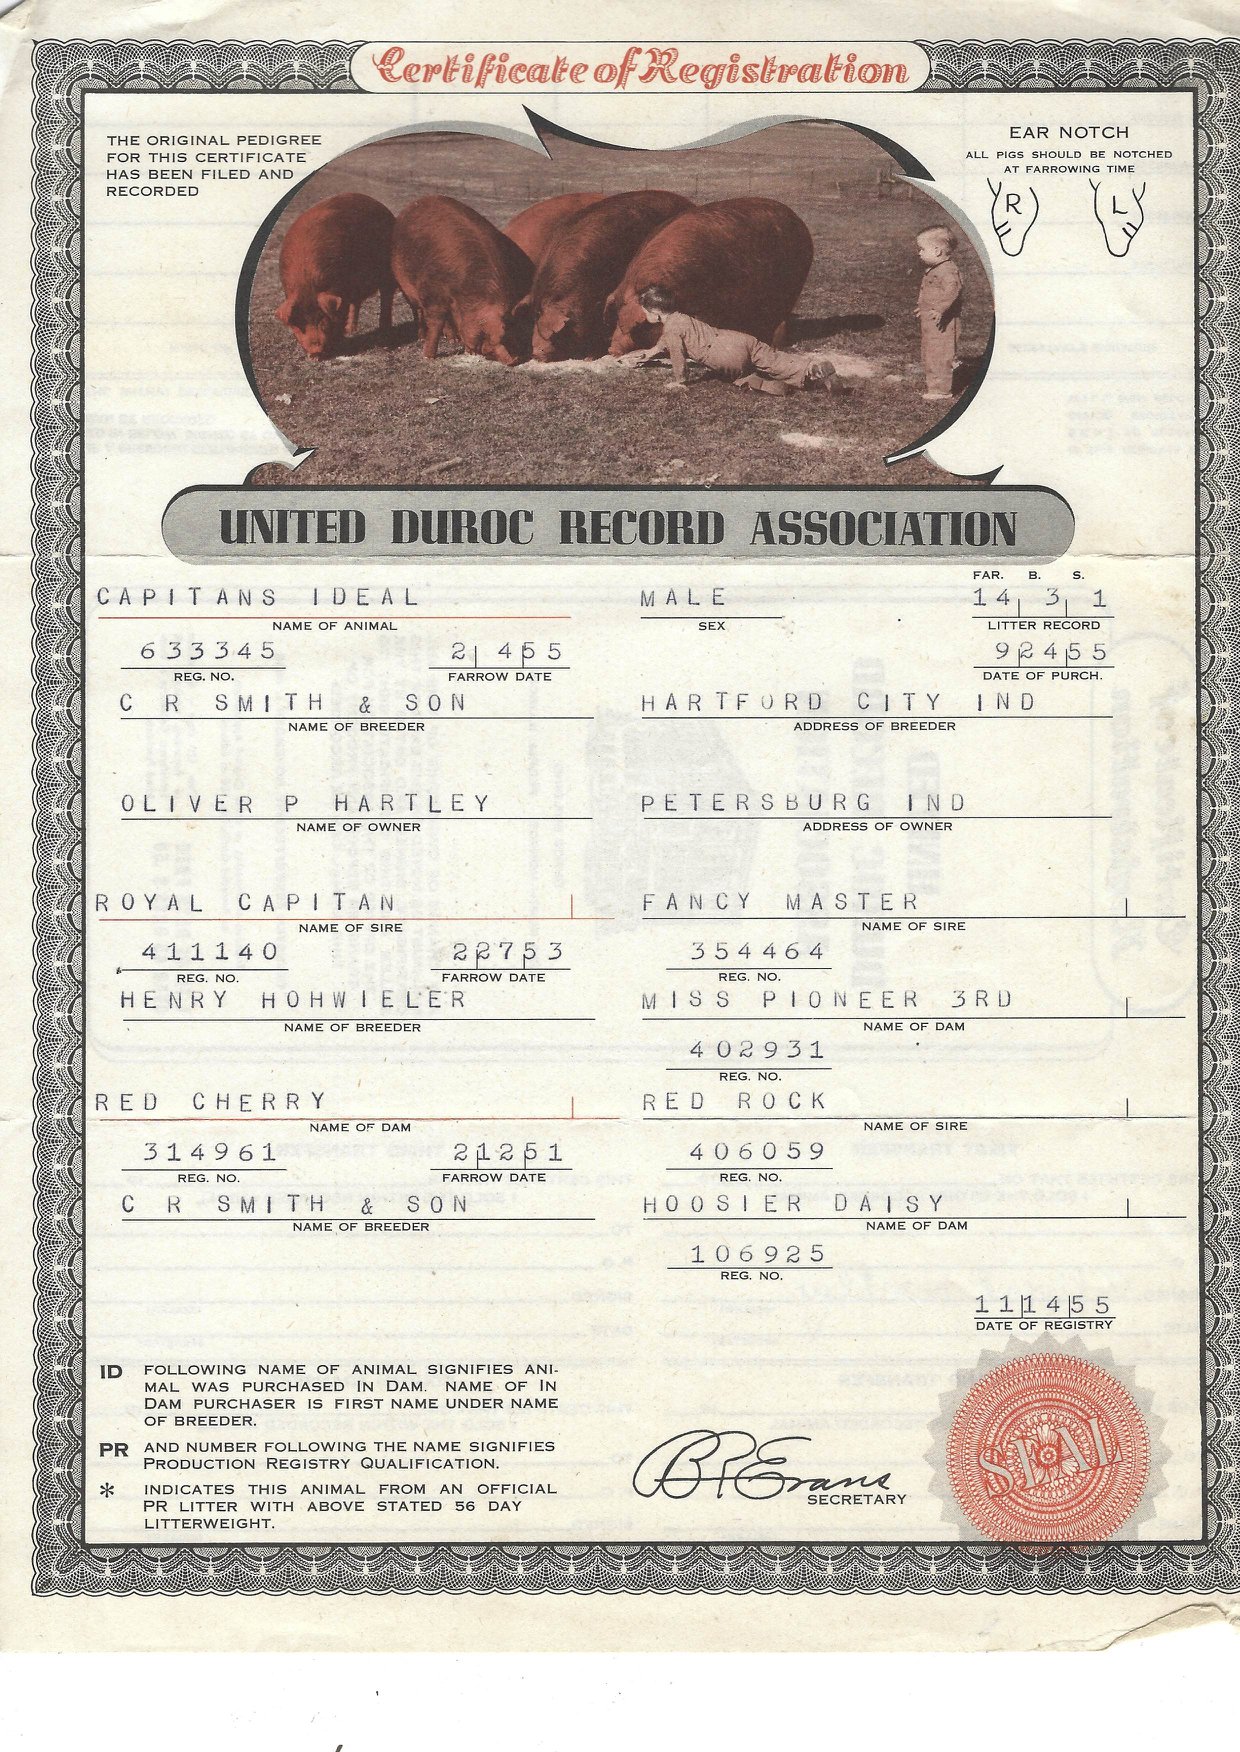 Certificate of Registration
THE ORIGINAL PEDIGREE
FOR THIS CERTIFICATE
HAS BEEN FILED AND
RECORDED
EAR NOTCH
ALL PIGS SHOULD BE NOTCHED
AT FARROWING TIME
R L
UNITED DUROC RECORD ASSOCIATION
FAR. B. S.
CAPITANS IDEAL MALE 14 3 1
NAME OF ANIMAL SEX LITTER RECORD
633345 2 4 55 9 24 55
REG. NO. FARROW DATE DATE OF PURCH.
C R SMITH & SON HARTFORD CITY IND
NAME OF BREEDER ADDRESS OF BREEDER
OLIVER P HARTLEY PETERSBURG IND
NAME OF OWNER ADDRESS OF OWNER
ROYAL CAPITAN FANCY MASTER
NAME OF SIRE NAME OF SIRE
411140 2 27 53 354464
REG. NO. FARROW DATE REG. NO.
HENRY HOHWIELER MISS PIONEER 3RD
NAME OF BREEDER NAME OF DAM
402931
REG. NO.
RED CHERRY RED ROCK
NAME OF DAM NAME OF SIRE
314961 2 12 51 406059
REG. NO. FARROW DATE REG. NO.
C R SMITH & SON HOOSIER DAISY
NAME OF BREEDER NAME OF DAM
106925
REG. NO.
11 14 55
DATE OF REGISTRY
ID FOLLOWING NAME OF ANIMAL SIGNIFIES ANI-
MAL WAS PURCHASED IN DAM. NAME OF IN
DAM PURCHASER IS FIRST NAME UNDER NAME
OF BREEDER.
PR AND NUMBER FOLLOWING THE NAME SIGNIFIES
PRODUCTION REGISTRY QUALIFICATION.
* INDICATES THIS ANIMAL FROM AN OFFICIAL
PR LITTER WITH ABOVE STATED 56 DAY
LITTERWEIGHT.
B R Evans
SECRETARY
SEAL